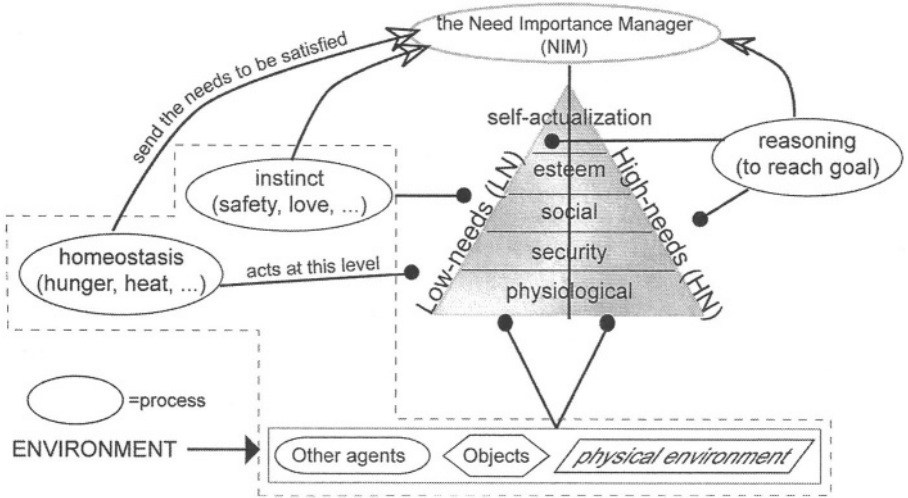 the Need Importance Manager
(NIM)
send the needs to be satisfied
self-actualization
reasoning
(to reach goal)
instinct
(safety, love, ...)
esteem
Low-needs (LN)
High-needs (HN)
social
homeostasis
(hunger, heat, ...)
acts at this level
security
physiological
=process
ENVIRONMENT
Other agents
Objects
physical environment